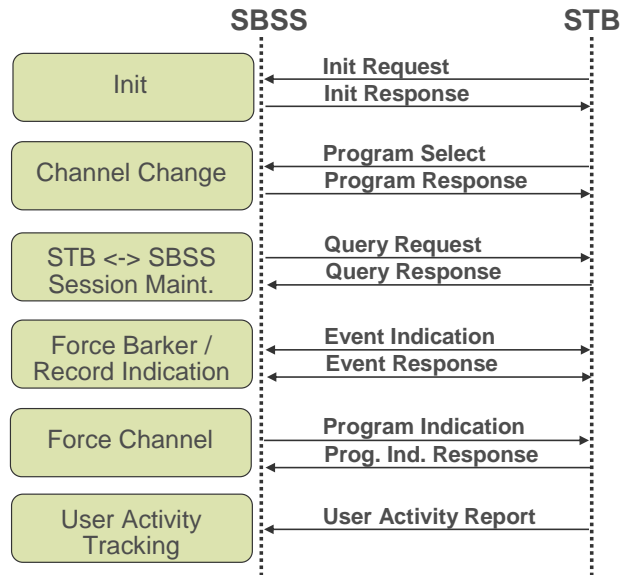 SBSS STB
Init
Init Request
Init Response
Channel Change
Program Select
Program Response
STB <-> SBSS
Session Maint.
Query Request
Query Response
Force Barker /
Record Indication
Event Indication
Event Response
Force Channel
Program Indication
Prog. Ind. Response
User Activity
Tracking
User Activity Report